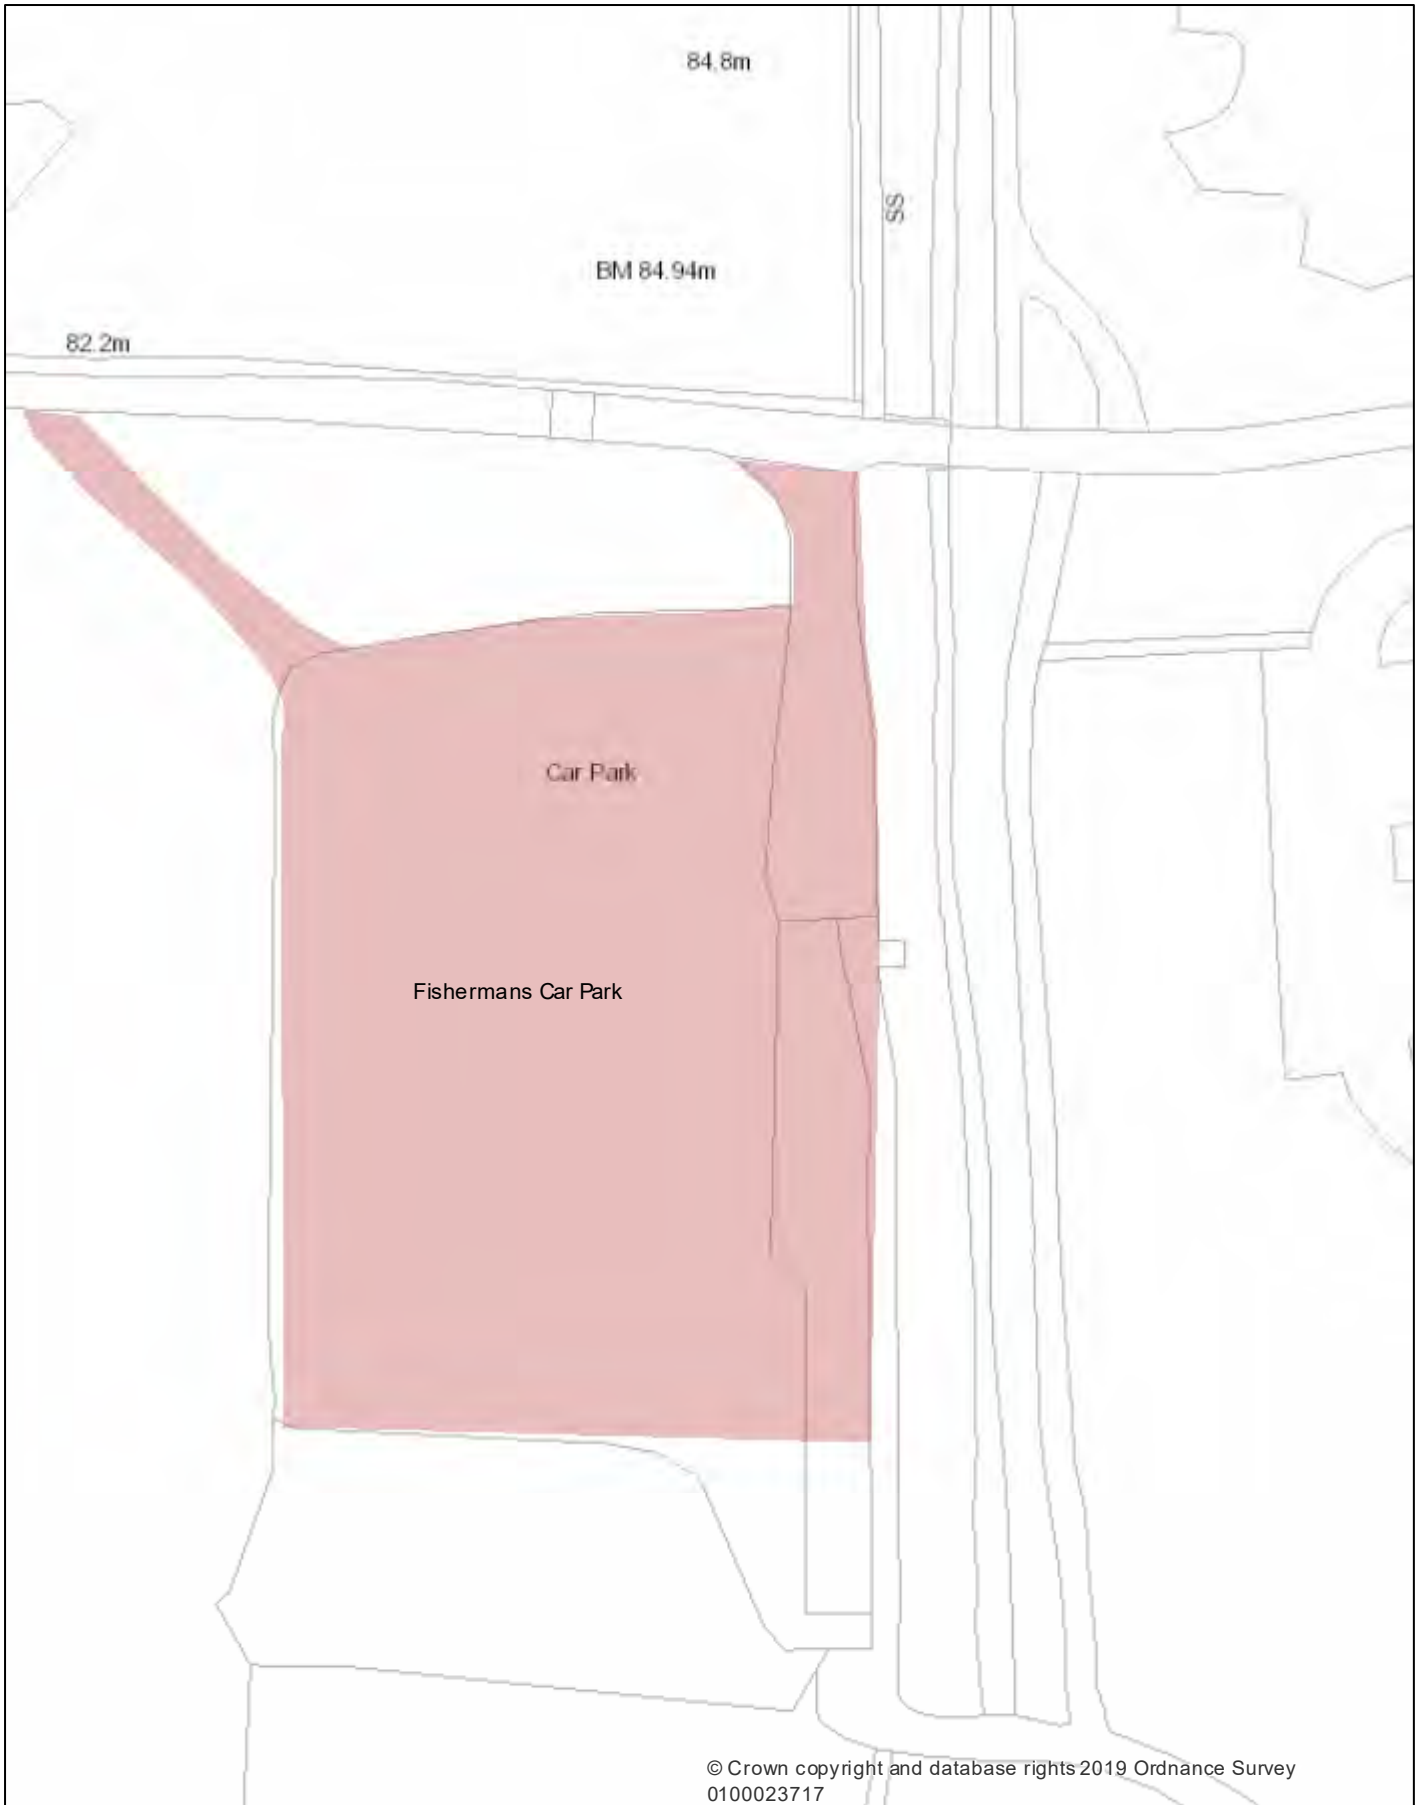 84.8m
SS
BM 84.94m
82.2m
Car Park
Fishermans Car Park
© Crown copyright and database rights 2019 Ordnance Survey
0100023717